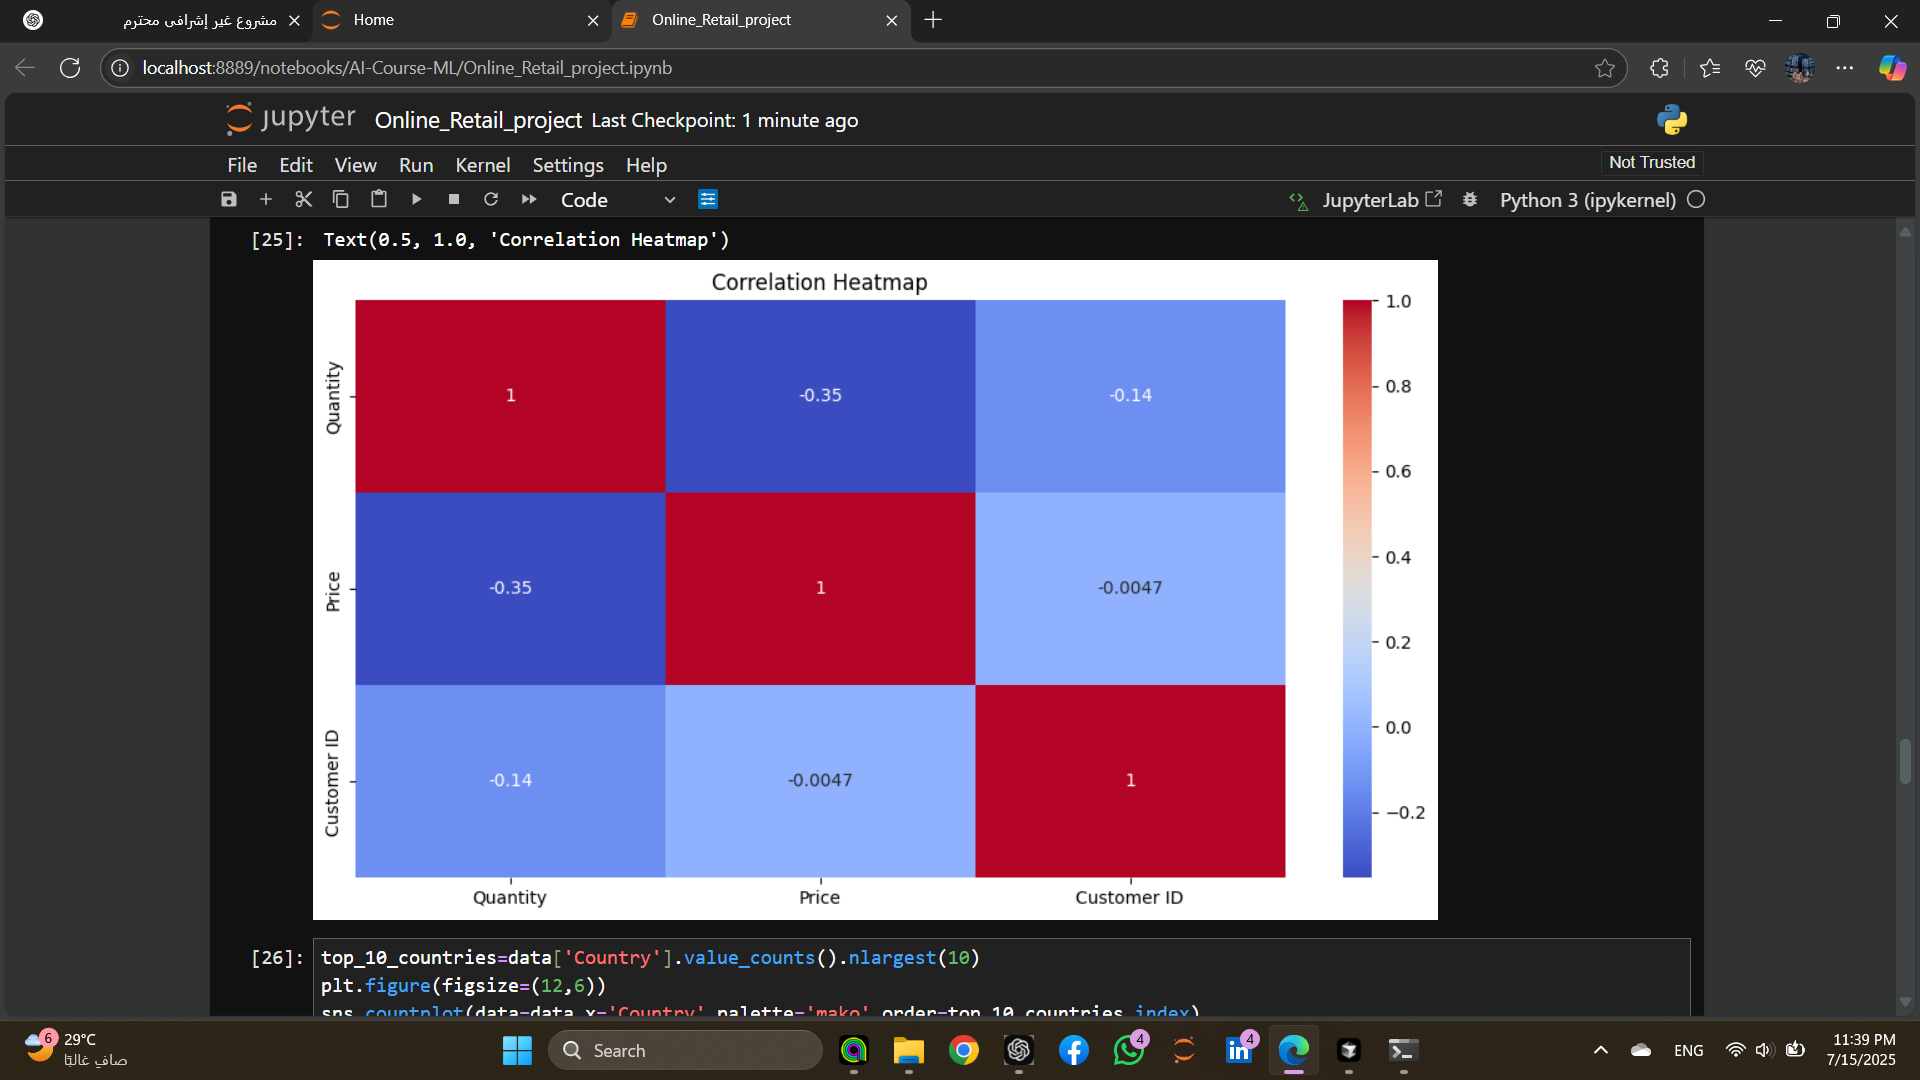 مشروع غير إشرافي محترم
Home
Online_Retail_project
localhost:8889/notebooks/AI-Course-ML/Online_Retail_project.ipynb
jupyter
Online_Retail_project Last Checkpoint: 1 minute ago
File Edit View Run Kernel Settings Help
Not Trusted
Code
JupyterLab
Python 3 (ipykernel)
[25]: Text(0.5, 1.0, 'Correlation Heatmap')
Correlation Heatmap
Quantity
1 -0.35 -0.14
Price
-0.35 1 -0.0047
Customer ID
-0.14 -0.0047 1
Quantity Price Customer ID
1.0
0.8
0.6
0.4
0.2
0.0
−0.2
[26]: top_10_countries=data['Country'].value_counts().nlargest(10)
plt.figure(figsize=(12,6))
sns.countplot(data=data,x='Country',palette='mako',order=top_10_countries.index)
6
29°C
صافٍ غالبًا
Search
4
4
ENG
11:39 PM
7/15/2025